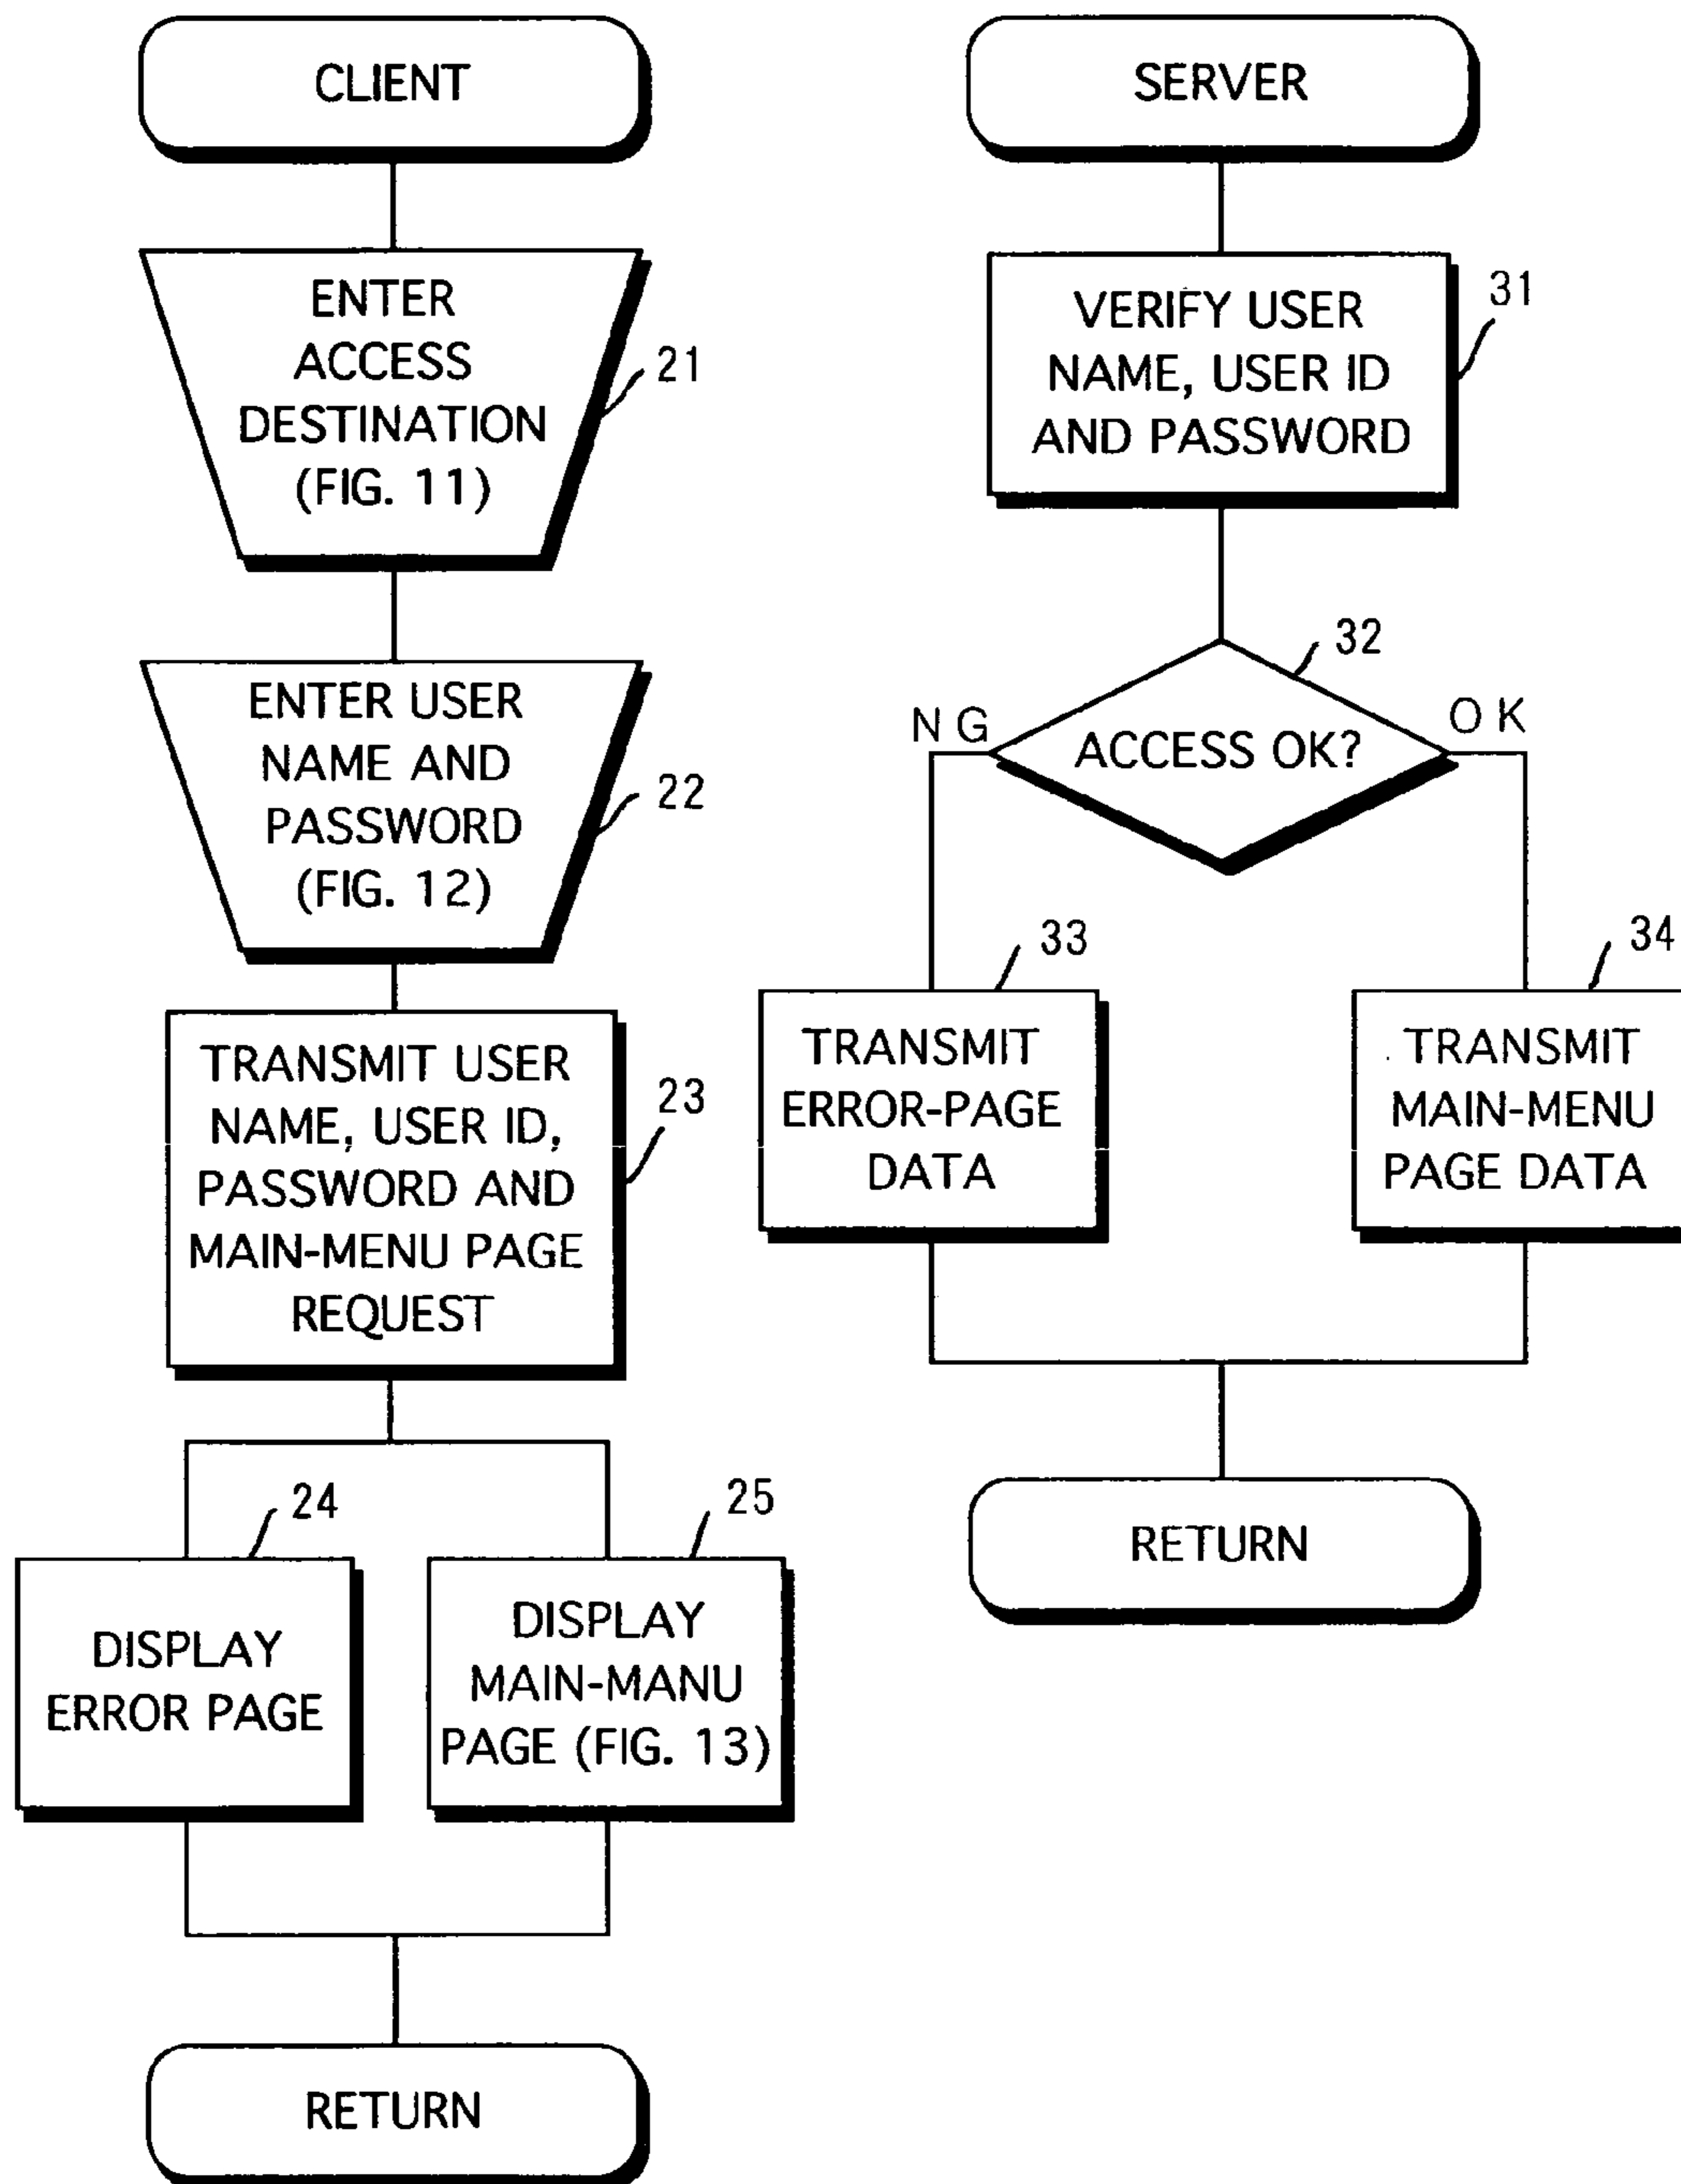 CLIENT
ENTER
ACCESS
DESTINATION
(FIG. 11)
21
ENTER USER
NAME AND
PASSWORD
(FIG. 12)
22
TRANSMIT USER
NAME, USER ID,
PASSWORD AND
MAIN-MENU PAGE
REQUEST
23
24
DISPLAY
ERROR PAGE
25
DISPLAY
MAIN-MANU
PAGE (FIG. 13)
RETURN
SERVER
VERIFY USER
NAME, USER ID
AND PASSWORD
31
32
NG
ACCESS OK?
OK
33
TRANSMIT
ERROR-PAGE
DATA
34
TRANSMIT
MAIN-MENU
PAGE DATA
RETURN